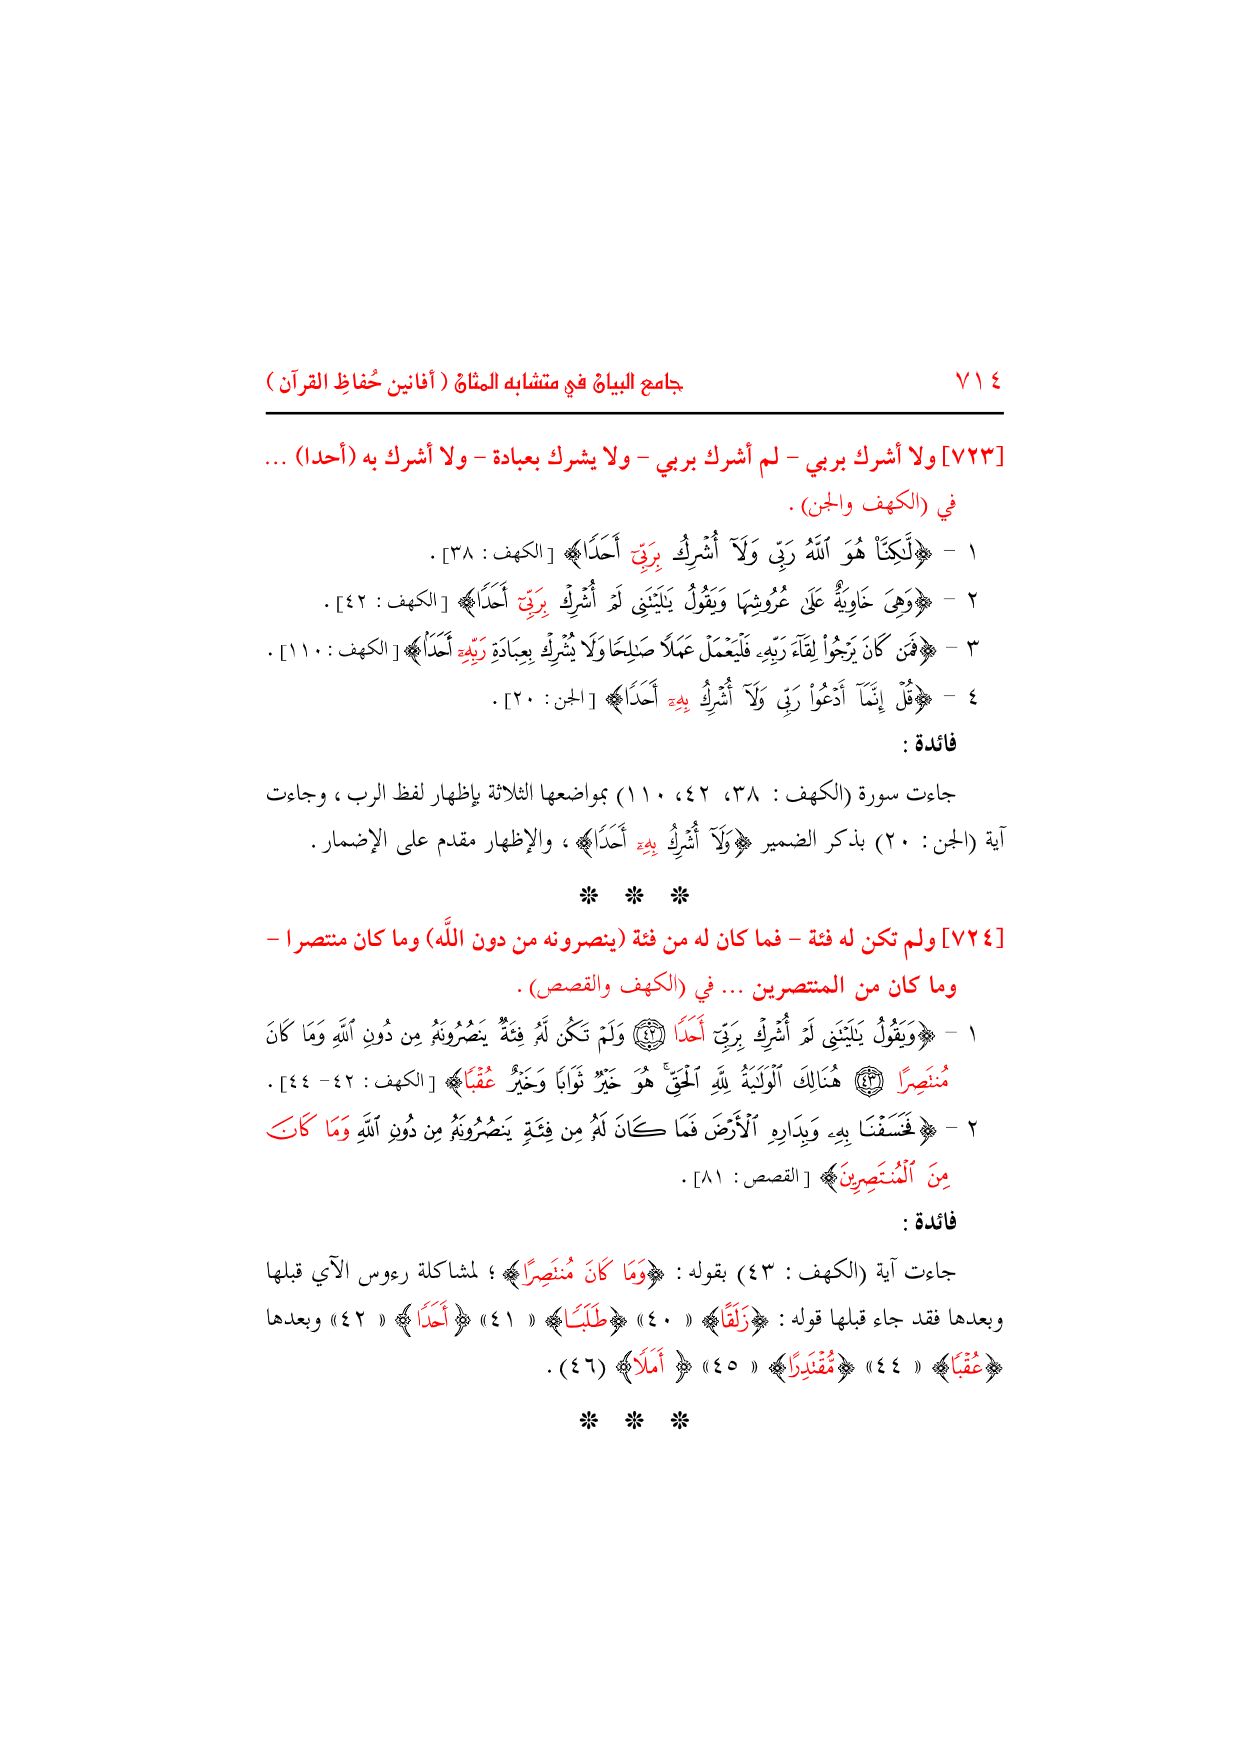 ٧١٤ جامع البيان في متشابه المثان ( أفانين حُفاظِ القرآن )
[٧٢٣] ولا أشرك بربي – لم أشرك بربي – ولا يشرك بعبادة – ولا أشرك به (أحدا) ...
في (الكهف والجن) .
١ – ﴿لَّٰكِنَّا۠ هُوَ ٱللَّهُ رَبِّى وَلَآ أُشْرِكُ بِرَبِّىٓ أَحَدًا﴾ [الكهف : ٣٨] .
٢ – ﴿وَهِىَ خَاوِيَةٌ عَلَىٰ عُرُوشِهَا وَيَقُولُ يَٰلَيْتَنِى لَمْ أُشْرِكْ بِرَبِّىٓ أَحَدًا﴾ [الكهف : ٤٢] .
٣ – ﴿فَمَن كَانَ يَرْجُوا۟ لِقَآءَ رَبِّهِۦ فَلْيَعْمَلْ عَمَلًا صَٰلِحًا وَلَا يُشْرِكْ بِعِبَادَةِ رَبِّهِۦٓ أَحَدَۢا﴾ [الكهف : ١١٠] .
٤ – ﴿قُلْ إِنَّمَآ أَدْعُوا۟ رَبِّى وَلَآ أُشْرِكُ بِهِۦٓ أَحَدًا﴾ [الجن : ٢٠] .
فائدة :
جاءت سورة (الكهف : ٣٨، ٤٢، ١١٠) بمواضعها الثلاثة بإظهار لفظ الرب ، وجاءت
آية (الجن : ٢٠) بذكر الضمير ﴿وَلَآ أُشْرِكُ بِهِۦٓ أَحَدًا﴾ ، والإظهار مقدم على الإضمار .
❊ ❊ ❊
[٧٢٤] ولم تكن له فئة – فما كان له من فئة (ينصرونه من دون اللَّه) وما كان منتصرا –
وما كان من المنتصرين ... في (الكهف والقصص) .
١ – ﴿وَيَقُولُ يَٰلَيْتَنِى لَمْ أُشْرِكْ بِرَبِّىٓ أَحَدًا ٤٢ وَلَمْ تَكُن لَّهُۥ فِئَةٌ يَنصُرُونَهُۥ مِن دُونِ ٱللَّهِ وَمَا كَانَ
مُنتَصِرًا ٤٣ هُنَالِكَ ٱلْوَلَٰيَةُ لِلَّهِ ٱلْحَقِّ ۚ هُوَ خَيْرٌ ثَوَابًا وَخَيْرٌ عُقْبًا﴾ [الكهف : ٤٢– ٤٤] .
٢ – ﴿فَخَسَفْنَا بِهِۦ وَبِدَارِهِ ٱلْأَرْضَ فَمَا كَانَ لَهُۥ مِن فِئَةٍ يَنصُرُونَهُۥ مِن دُونِ ٱللَّهِ وَمَا كَانَ
مِنَ ٱلْمُنتَصِرِينَ﴾ [القصص : ٨١] .
فائدة :
جاءت آية (الكهف : ٤٣) بقوله : ﴿وَمَا كَانَ مُنتَصِرًا﴾ ؛ لمشاكلة رءوس الآي قبلها
وبعدها فقد جاء قبلها قوله : ﴿زَلَقًا﴾ « ٤٠» ﴿طَلَبًا﴾ « ٤١» ﴿أَحَدًا﴾ « ٤٢» وبعدها
﴿عُقْبًا﴾ « ٤٤» ﴿مُّقْتَدِرًا﴾ « ٤٥» ﴿أَمَلًا﴾ (٤٦) .
❊ ❊ ❊